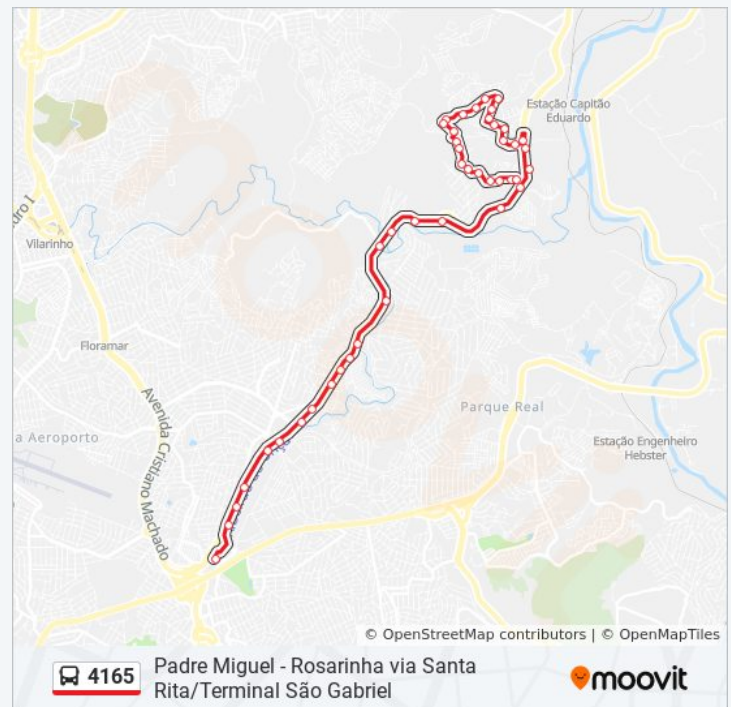 Estação Capitão
Eduardo
Vilarinho
Floramar
Avenida Cristiano Machado
Parque Real
a Aeroporto
Estação Engenheiro
Hebster
© OpenStreetMap contributors | © OpenMapTiles
4165
Padre Miguel - Rosarinha via Santa
Rita/Terminal São Gabriel
moovit